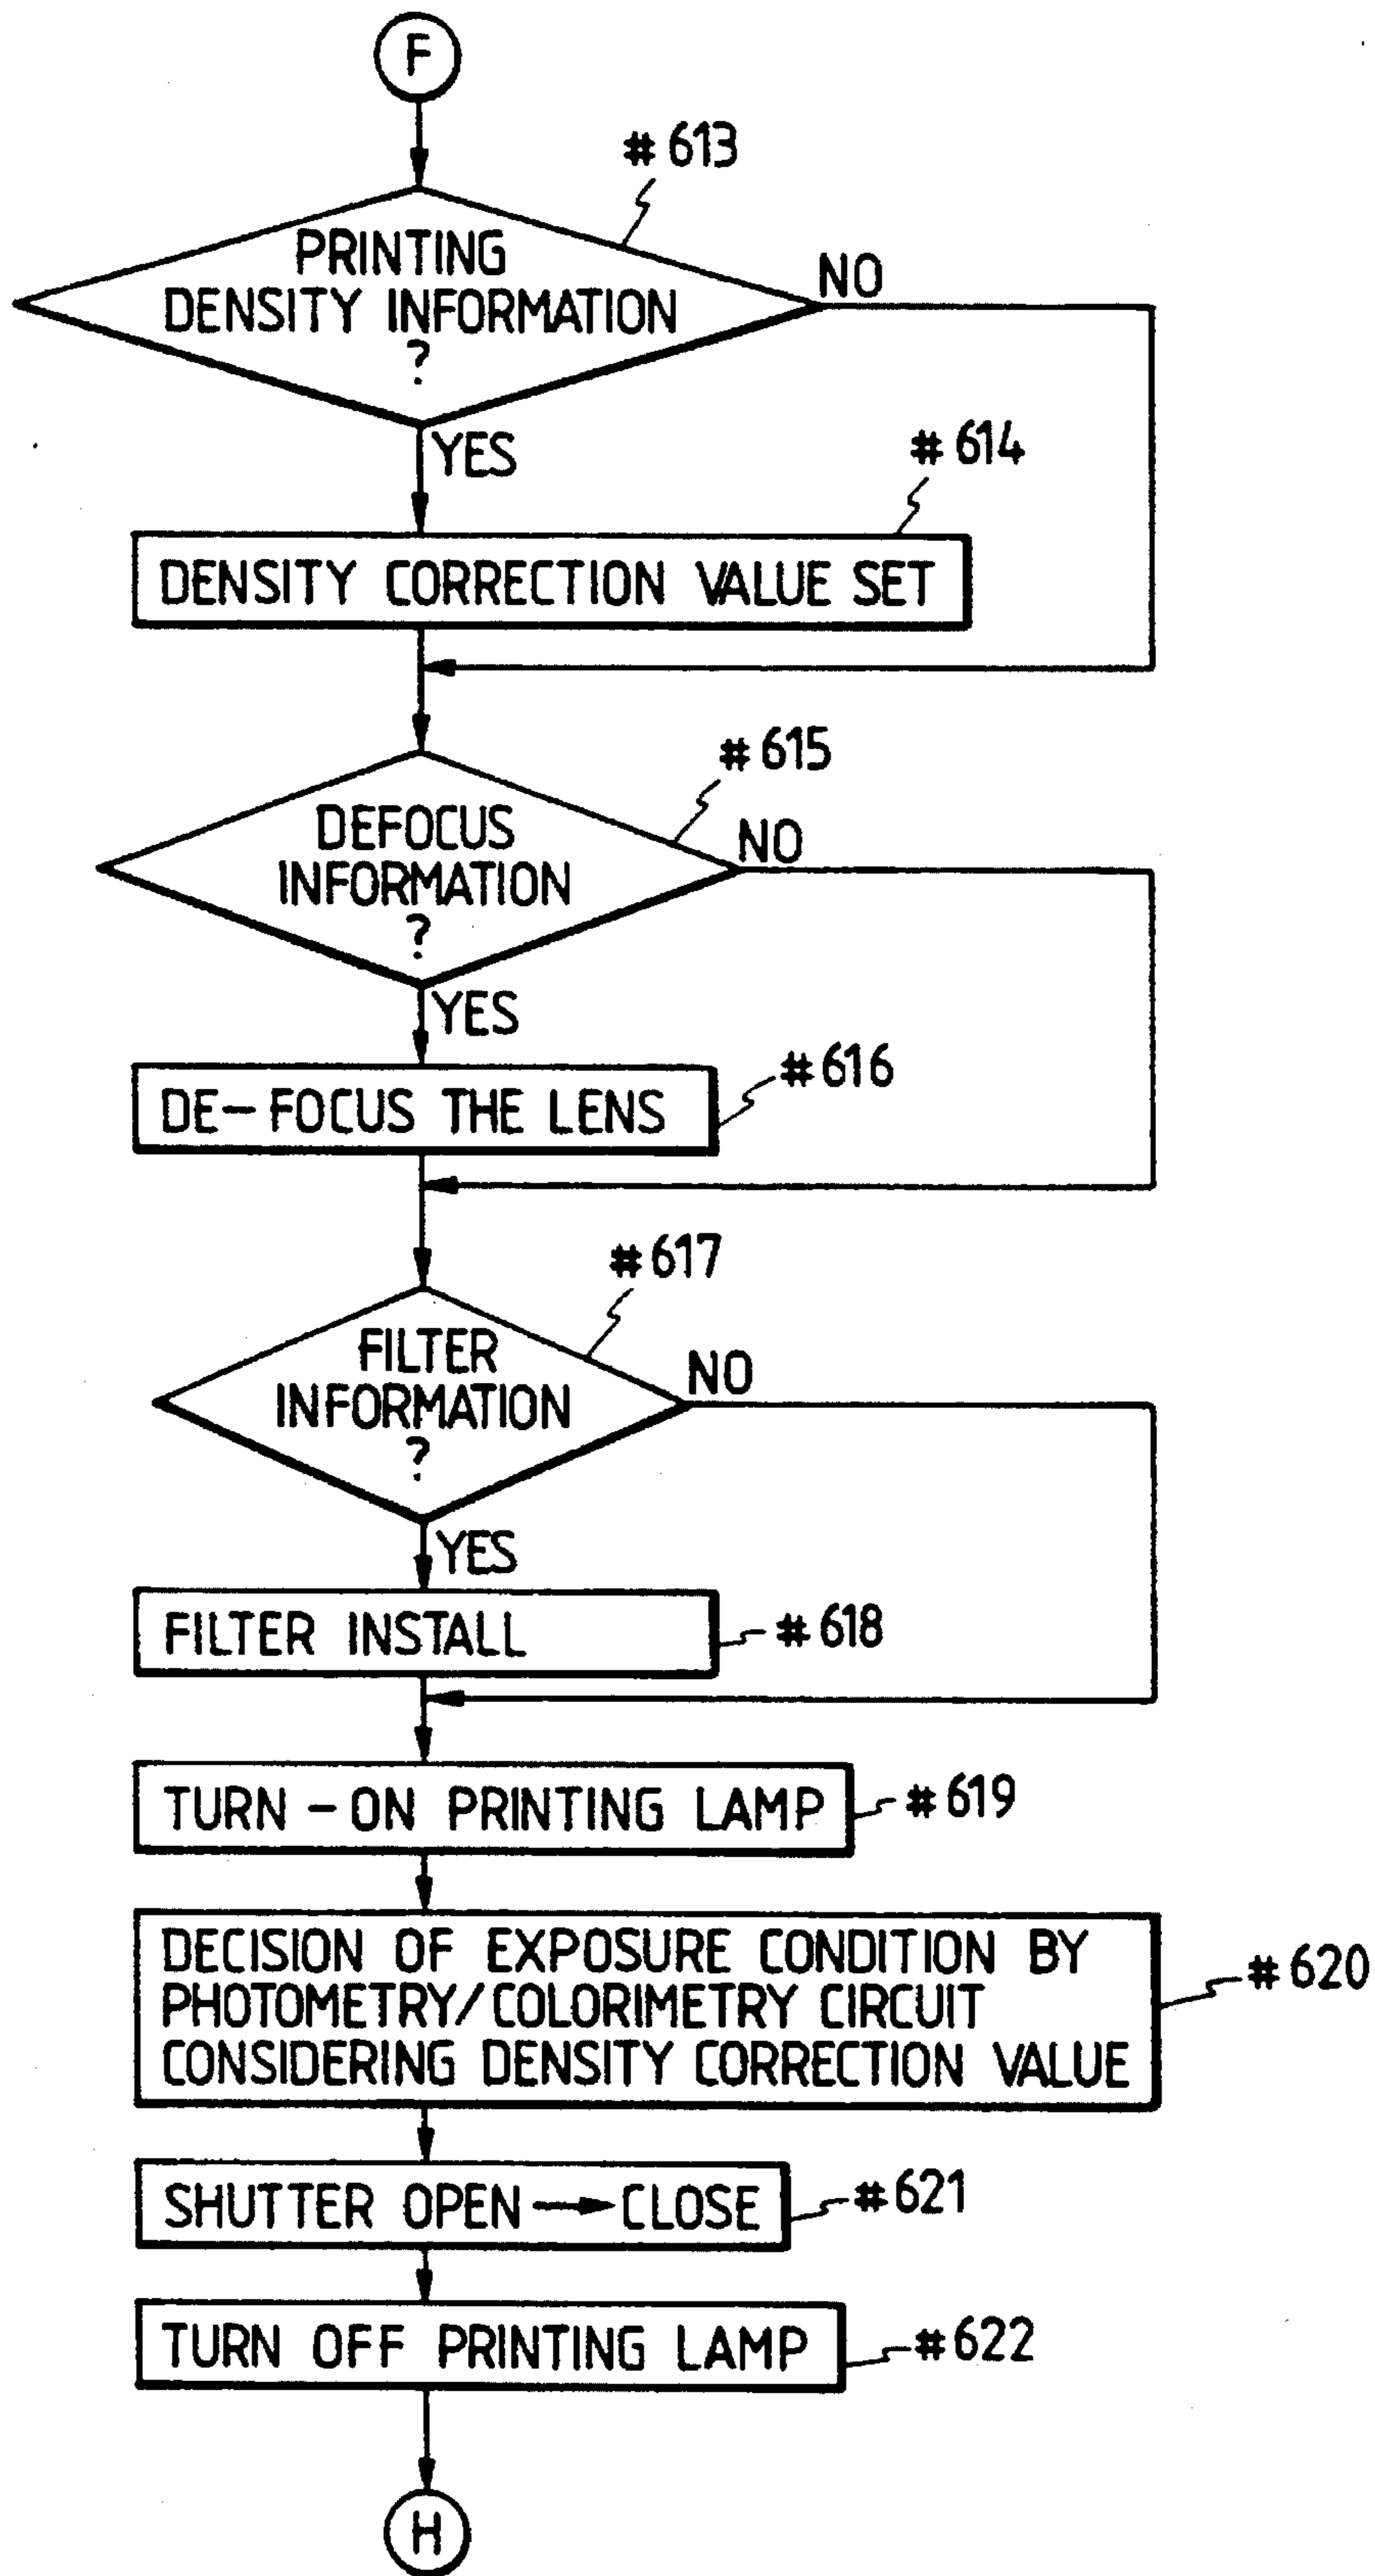 F
#613
PRINTING
DENSITY INFORMATION
?
NO
YES
#614
DENSITY CORRECTION VALUE SET
#615
DEFOCUS
INFORMATION
?
NO
YES
#616
DE-FOCUS THE LENS
#617
FILTER
INFORMATION
?
NO
YES
FILTER INSTALL
#618
TURN-ON PRINTING LAMP
#619
DECISION OF EXPOSURE CONDITION BY
PHOTOMETRY/COLORIMETRY CIRCUIT
CONSIDERING DENSITY CORRECTION VALUE
#620
SHUTTER OPEN → CLOSE
#621
TURN OFF PRINTING LAMP
#622
H